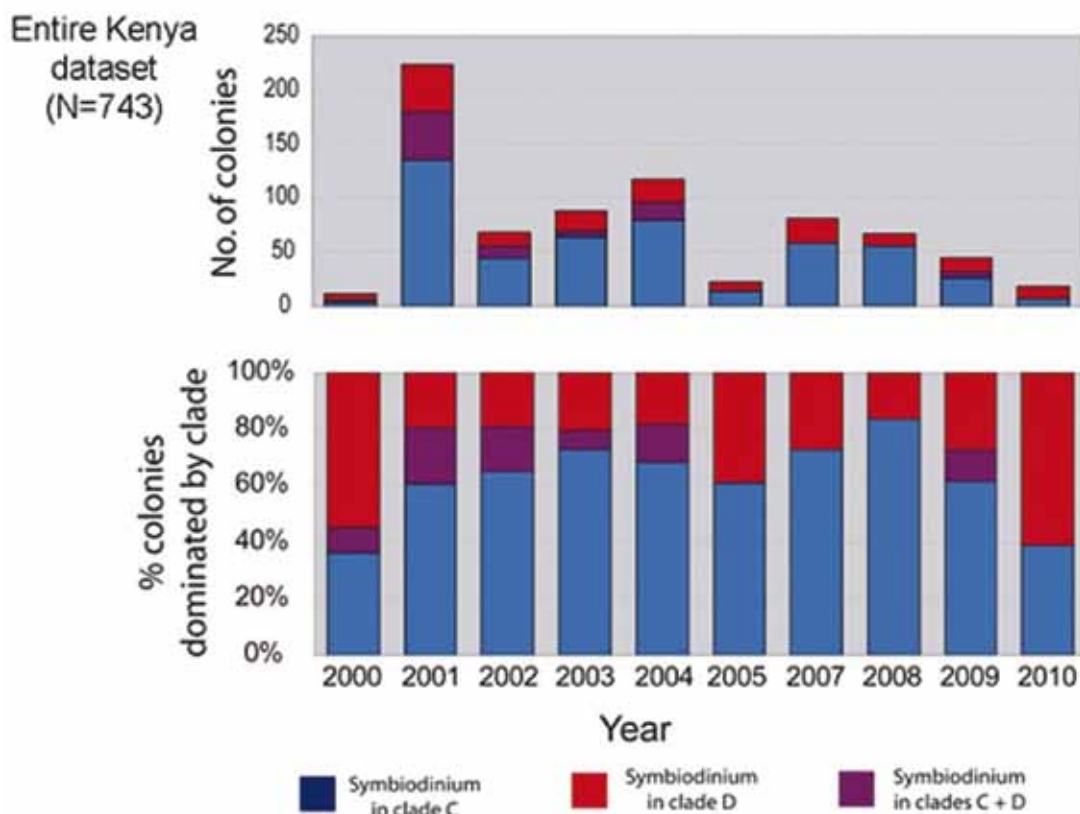 Entire Kenya
dataset
(N=743)
No. of colonies
250
200
150
100
50
0
% colonies
dominated by clade
100%
80%
60%
40%
20%
0%
2000 2001 2002 2003 2004 2005 2007 2008 2009 2010
Year
Symbiodinium
in clade C
Symbiodinium
in clade D
Symbiodinium
in clades C + D